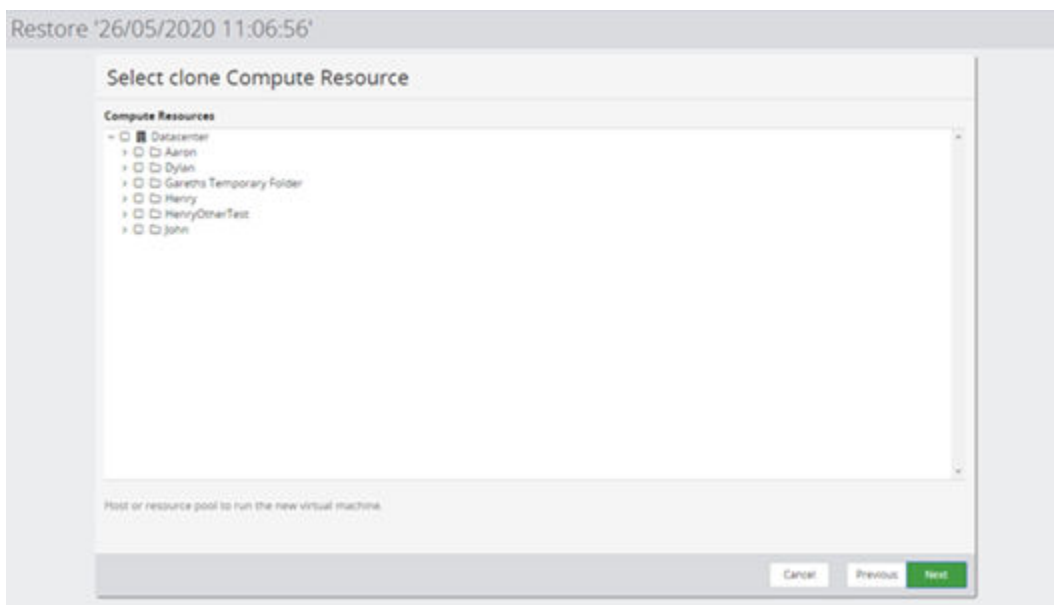 Restore '26/05/2020 11:06:56'
Select clone Compute Resource
Compute Resources
Datacenter
Aaron
Dylan
Gareths Temporary Folder
Henry
HenryOtherTest
John
Host or resource pool to run the new virtual machine.
Cancel Previous Next